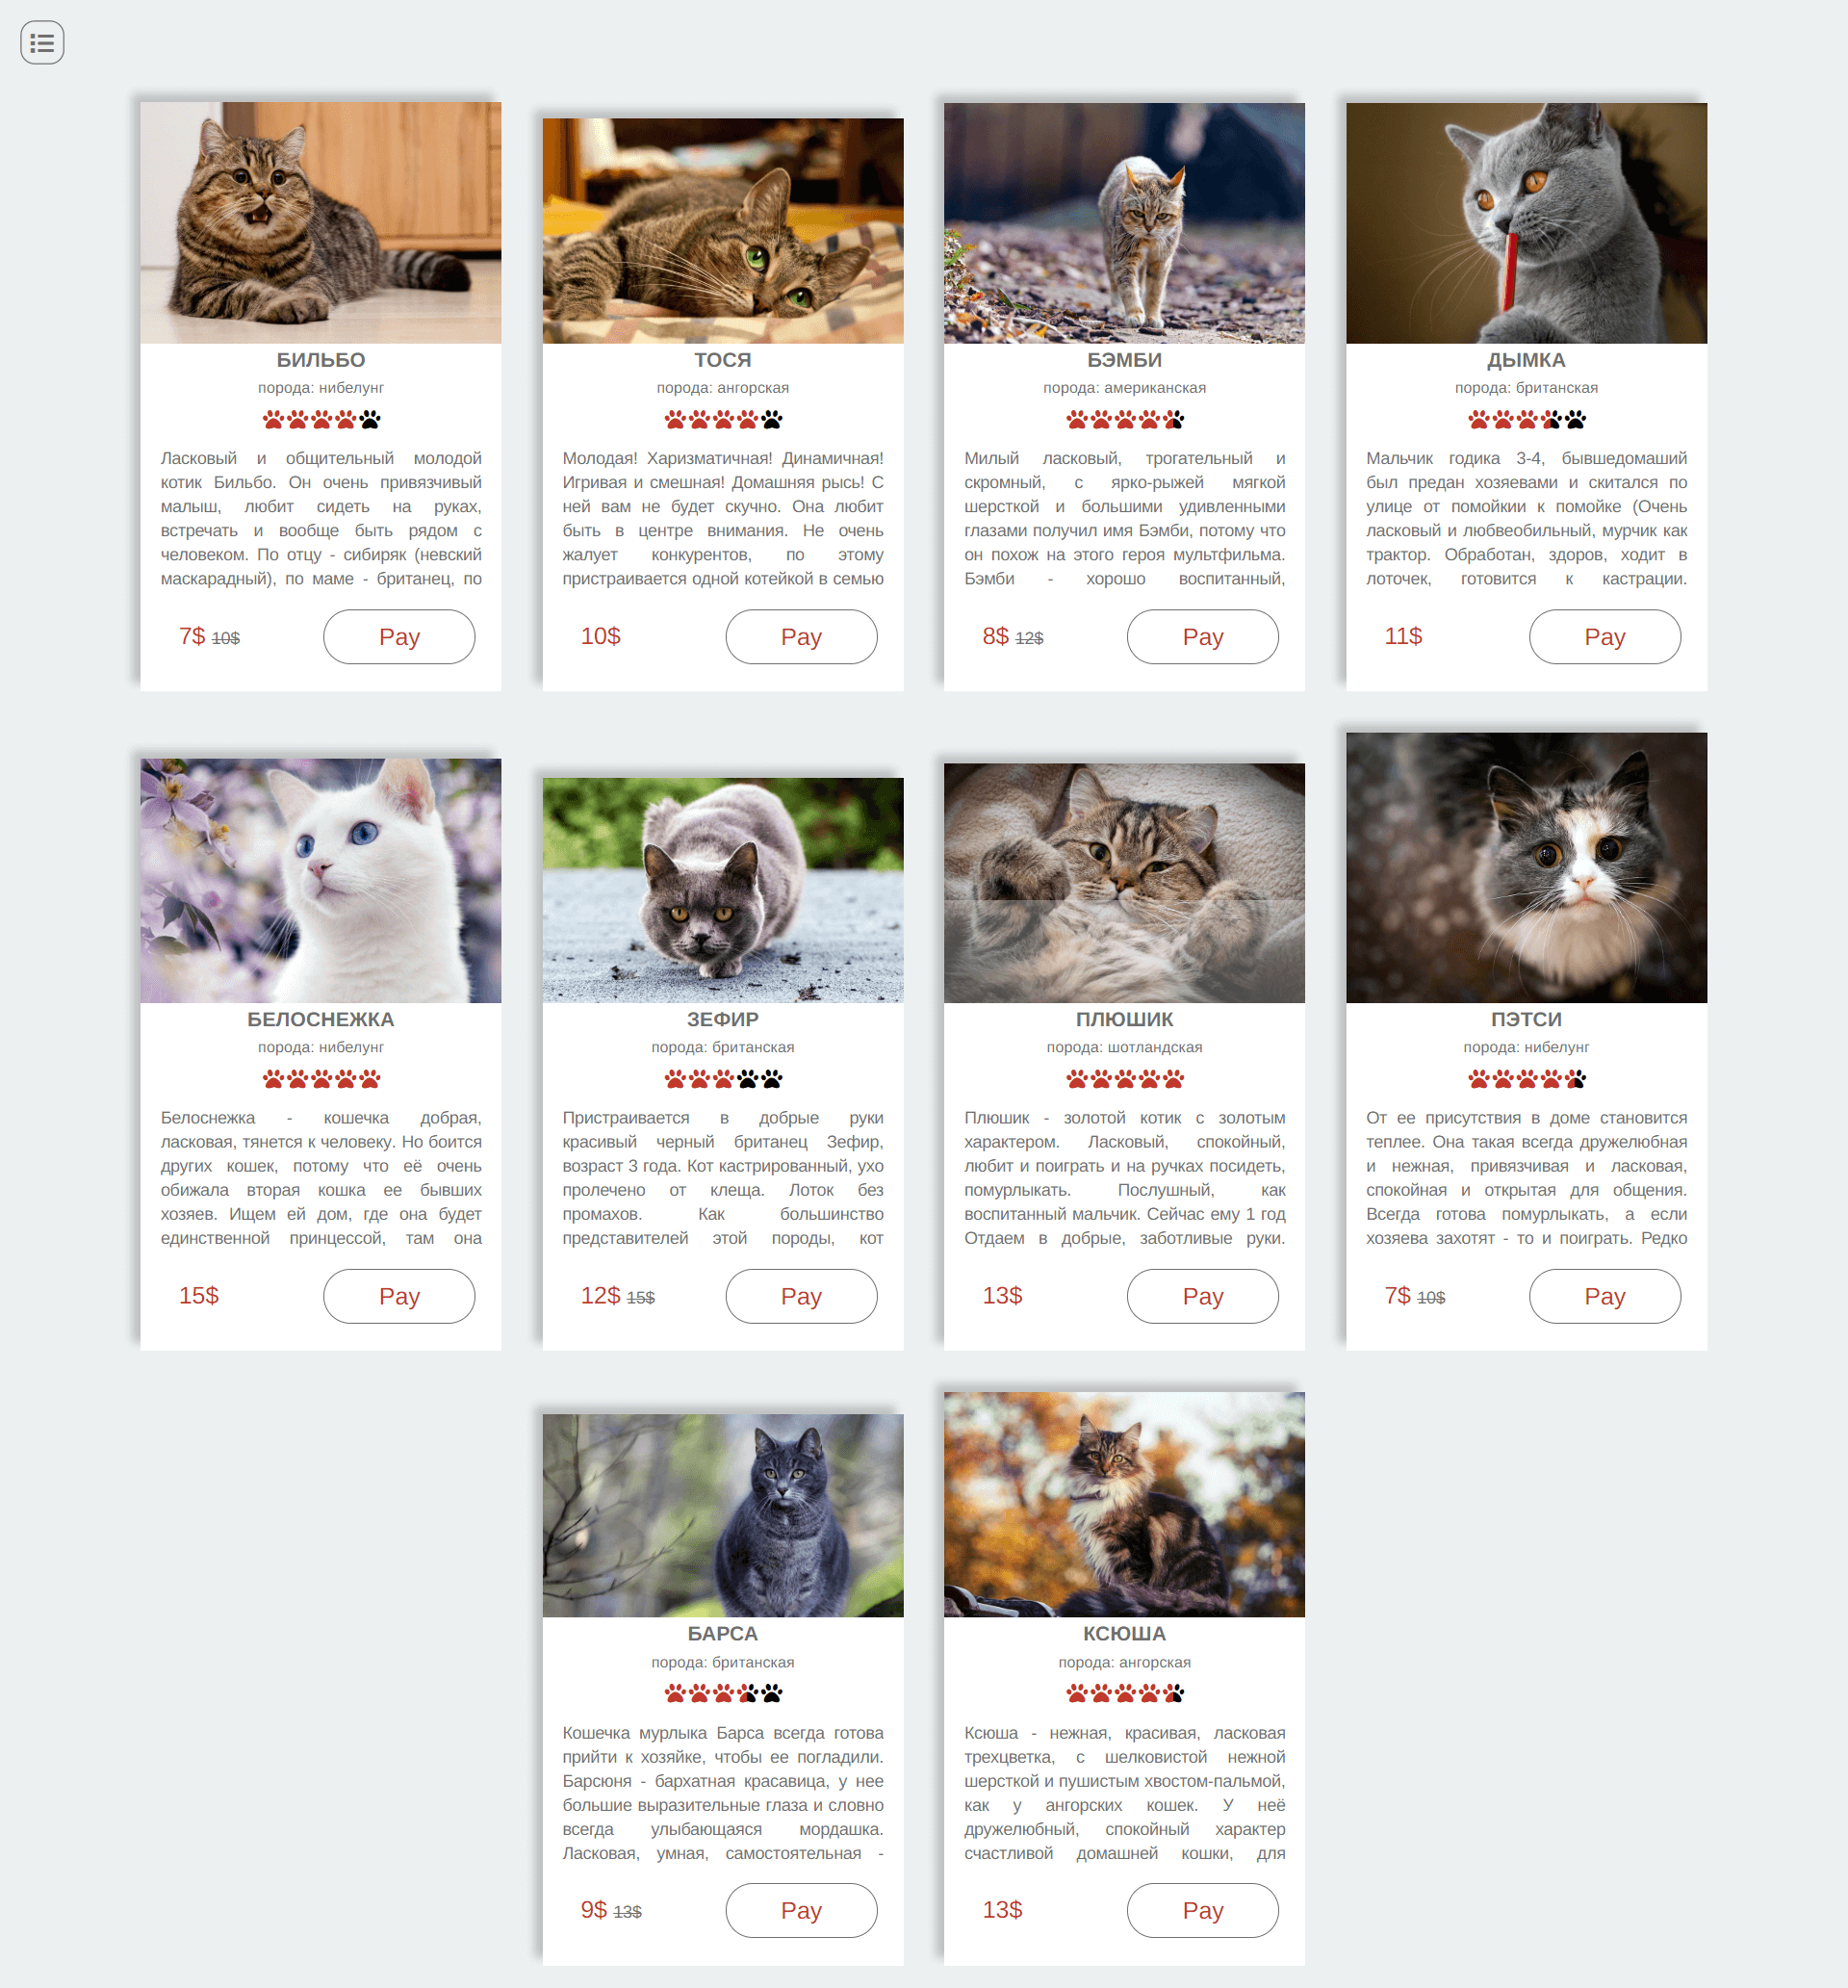 БИЛЬБО
порода: нибелунг
Ласковый и общительный молодой
котик Бильбо. Он очень привязчивый
малыш, любит сидеть на руках,
встречать и вообще быть рядом с
человеком. По отцу - сибиряк (невский
маскарадный), по маме - британец, по
7$ 10$
Pay
ТОСЯ
порода: ангорская
Молодая! Харизматичная! Динамичная!
Игривая и смешная! Домашняя рысь! С
ней вам не будет скучно. Она любит
быть в центре внимания. Не очень
жалует конкурентов, по этому
пристраивается одной котейкой в семью
10$
Pay
БЭМБИ
порода: американская
Милый ласковый, трогательный и
скромный, с ярко-рыжей мягкой
шерсткой и большими удивленными
глазами получил имя Бэмби, потому что
он похож на этого героя мультфильма.
Бэмби - хорошо воспитанный,
8$ 12$
Pay
ДЫМКА
порода: британская
Мальчик годика 3-4, бывшедомаший
был предан хозяевами и скитался по
улице от помойкии к помойке (Очень
ласковый и любвеобильный, мурчик как
трактор. Обработан, здоров, ходит в
лоточек, готовится к кастрации.
11$
Pay
БЕЛОСНЕЖКА
порода: нибелунг
Белоснежка - кошечка добрая,
ласковая, тянется к человеку. Но боится
других кошек, потому что её очень
обижала вторая кошка ее бывших
хозяев. Ищем ей дом, где она будет
единственной принцессой, там она
15$
Pay
ЗЕФИР
порода: британская
Пристраивается в добрые руки
красивый черный британец Зефир,
возраст 3 года. Кот кастрированный, ухо
пролечено от клеща. Лоток без
промахов. Как большинство
представителей этой породы, кот
12$ 15$
Pay
ПЛЮШИК
порода: шотландская
Плюшик - золотой котик с золотым
характером. Ласковый, спокойный,
любит и поиграть и на ручках посидеть,
помурлыкать. Послушный, как
воспитанный мальчик. Сейчас ему 1 год
Отдаем в добрые, заботливые руки.
13$
Pay
ПЭТСИ
порода: нибелунг
От ее присутствия в доме становится
теплее. Она такая всегда дружелюбная
и нежная, привязчивая и ласковая,
спокойная и открытая для общения.
Всегда готова помурлыкать, а если
хозяева захотят - то и поиграть. Редко
7$ 10$
Pay
БАРСА
порода: британская
Кошечка мурлыка Барса всегда готова
прийти к хозяйке, чтобы ее погладили.
Барсюня - бархатная красавица, у нее
большие выразительные глаза и словно
всегда улыбающаяся мордашка.
Ласковая, умная, самостоятельная -
9$ 13$
Pay
КСЮША
порода: ангорская
Ксюша - нежная, красивая, ласковая
трехцветка, с шелковистой нежной
шерсткой и пушистым хвостом-пальмой,
как у ангорских кошек. У неё
дружелюбный, спокойный характер
счастливой домашней кошки, для
13$
Pay